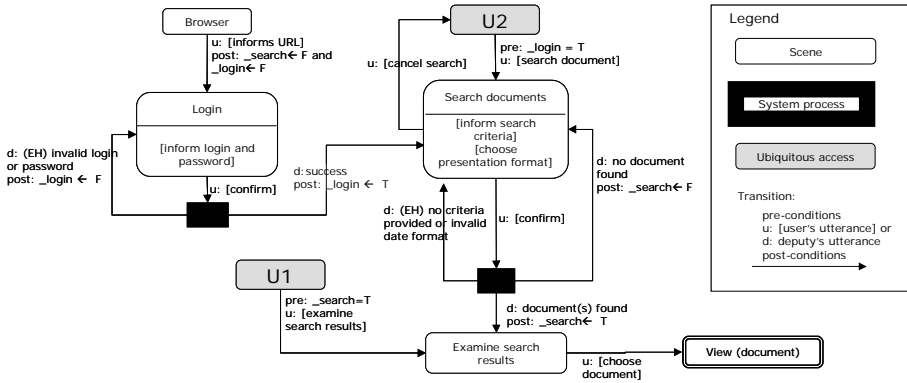 Browser
u: [informs URL]
post: _search← F and
_login← F
Login
[inform login and
password]
d: (EH) invalid login
or password
post: _login ← F
u: [confirm]
d:success
post: _login ← T
U2
pre: _login = T
u: [search document]
u: [cancel search]
Search documents
[inform search
criteria]
[choose
presentation format]
d: no document
found
post: _search← F
d: (EH) no criteria
provided or invalid
date format
u: [confirm]
U1
pre: _search=T
u: [examine
search results]
d: document(s) found
post: _search← T
Examine search
results
u: [choose
document]
View (document)
Legend
Scene
System process
Ubiquitous access
Transition:
pre-conditions
u: [user's utterance] or
d: deputy's utterance
post-conditions